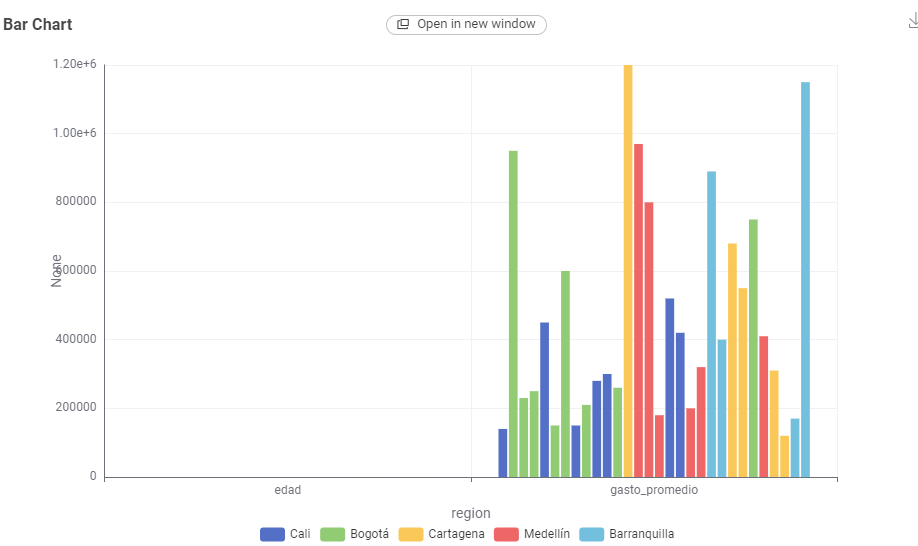 Bar Chart
Open in new window
1.20e+6
1.00e+6
800000
600000
400000
200000
0
None
edad
gasto_promedio
region
Cali
Bogotá
Cartagena
Medellín
Barranquilla